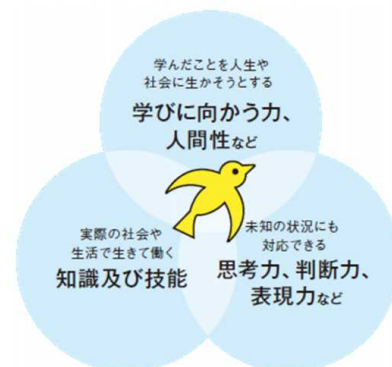 学んだことを人生や
社会に生かそうとする
学びに向かう力、
人間性など
実際の社会や
生活で生きて働く
知識及び技能
未知の状況にも
対応できる
思考力、判断力、
表現力など